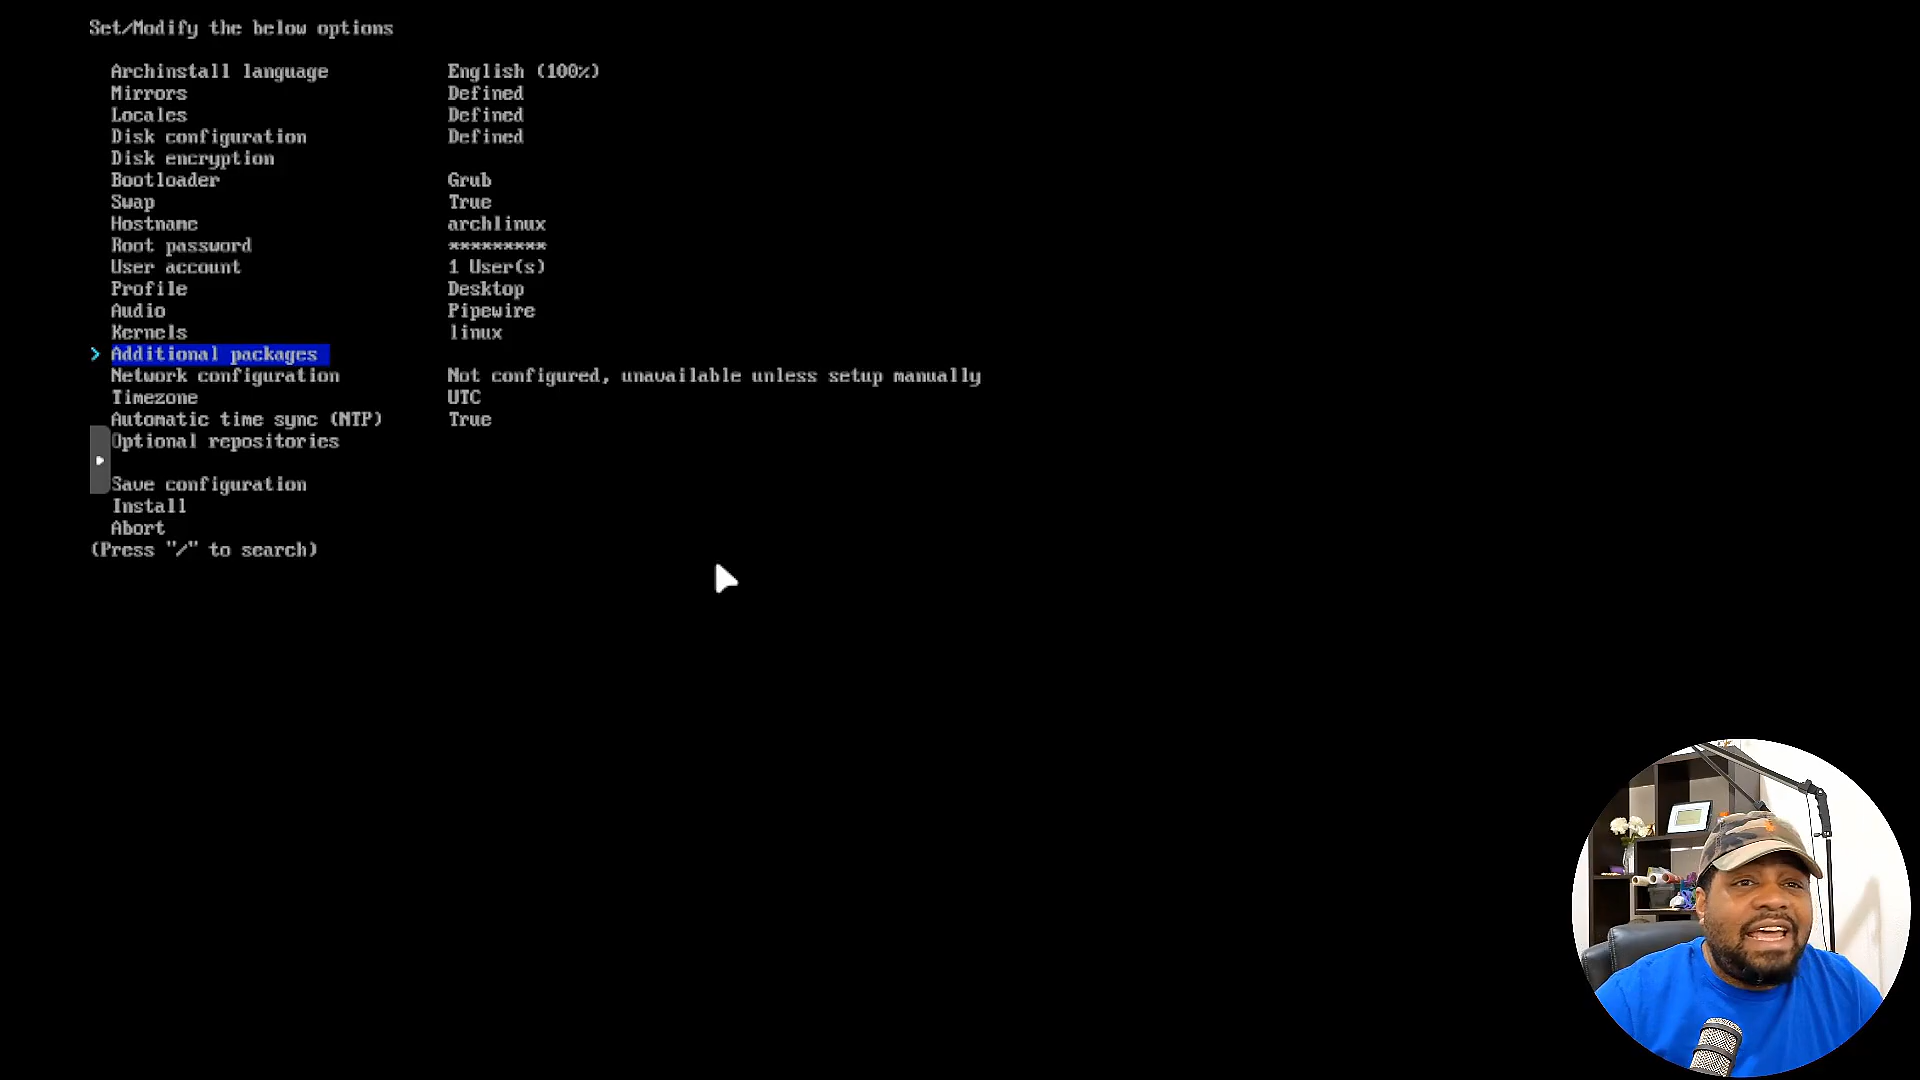 Set/Modify the below options
Archinstall language English (100%)
Mirrors Defined
Locales Defined
Disk configuration Defined
Disk encryption
Bootloader Grub
Swap True
Hostname archlinux
Root password *********
User account 1 User(s)
Profile Desktop
Audio Pipewire
Kernels linux
> Additional packages
Network configuration Not configured, unavailable unless setup manually
Timezone UTC
Automatic time sync (NTP) True
Optional repositories
Save configuration
Install
Abort
(Press "/" to search)